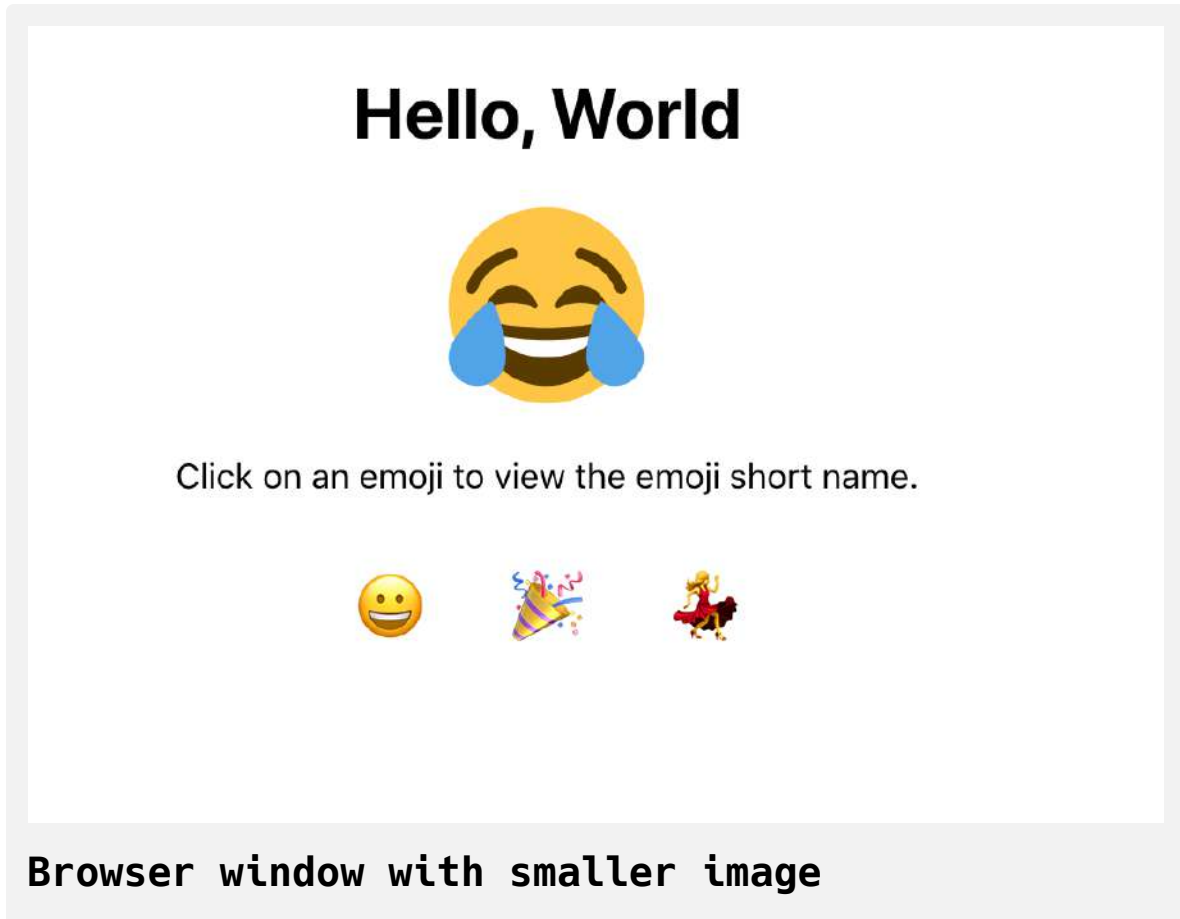 Hello, World
Click on an emoji to view the emoji short name.
Browser window with smaller image